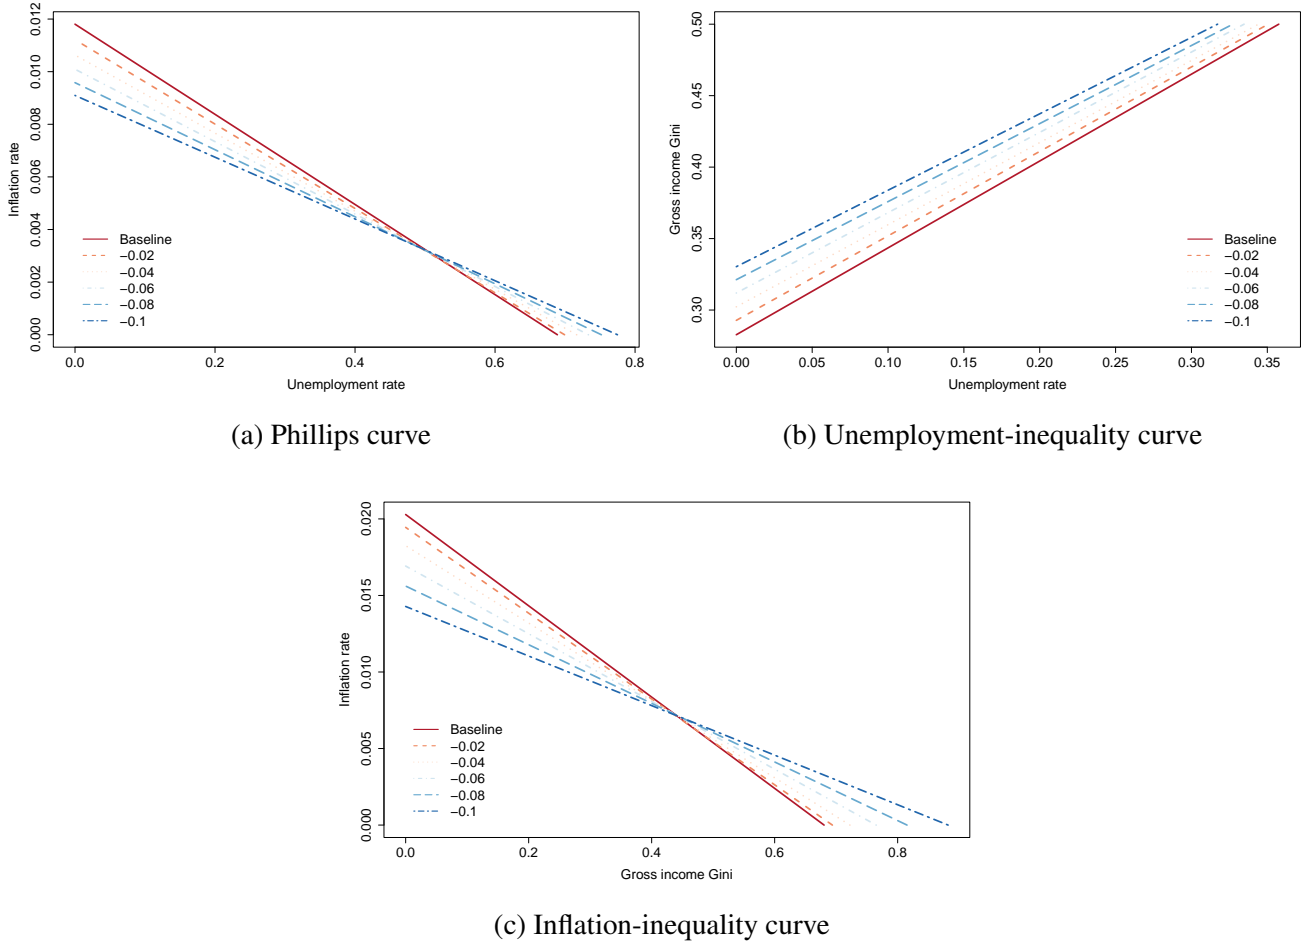 0.000 0.002 0.004 0.006 0.008 0.010 0.012
Inflation rate
Baseline
−0.02
−0.04
−0.06
−0.08
−0.1
0.0 0.2 0.4 0.6 0.8
Unemployment rate
(a) Phillips curve
0.30 0.35 0.40 0.45 0.50
Gross income Gini
Baseline
−0.02
−0.04
−0.06
−0.08
−0.1
0.00 0.05 0.10 0.15 0.20 0.25 0.30 0.35
Unemployment rate
(b) Unemployment-inequality curve
0.000 0.005 0.010 0.015 0.020
Inflation rate
Baseline
−0.02
−0.04
−0.06
−0.08
−0.1
0.0 0.2 0.4 0.6 0.8
Gross income Gini
(c) Inflation-inequality curve